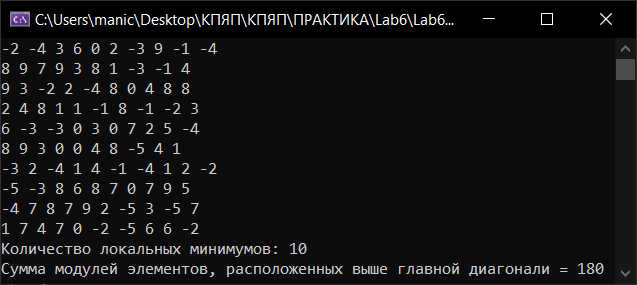 C:\Users\manic\Desktop\КПЯП\КПЯП\ПРАКТИКА\Lab6\Lab6...
-2 -4 3 6 0 2 -3 9 -1 -4
8 9 7 9 3 8 1 -3 -1 4
9 3 -2 2 -4 8 0 4 8 8
2 4 8 1 1 -1 8 -1 -2 3
6 -3 -3 0 3 0 7 2 5 -4
8 9 3 0 0 4 8 -5 4 1
-3 2 -4 1 4 -1 -4 1 2 -2
-5 -3 8 6 8 7 0 7 9 5
-4 7 8 7 9 2 -5 3 -5 7
1 7 4 7 0 -2 -5 6 6 -2
Количество локальных минимумов: 10
Сумма модулей элементов, расположенных выше главной диагонали = 180